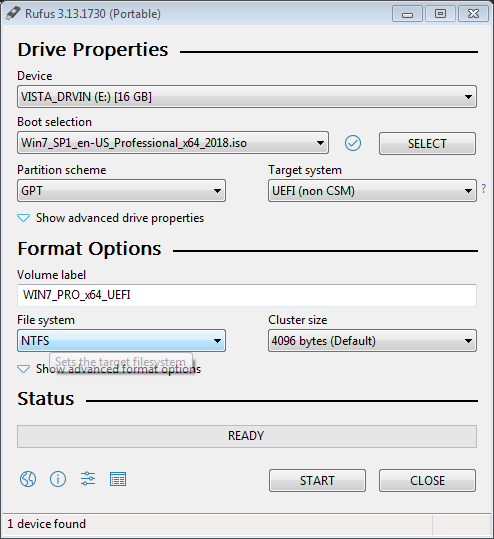 Rufus 3.13.1730 (Portable)
Drive Properties
Device
VISTA_DRVIN (E:) [16 GB]
Boot selection
Win7_SP1_en-US_Professional_x64_2018.iso
SELECT
Partition scheme
Target system
GPT
UEFI (non CSM)
?
Show advanced drive properties
Format Options
Volume label
WIN7_PRO_x64_UEFI
File system
Cluster size
NTFS
4096 bytes (Default)
Sets the target filesystem
Show advanced format options
Status
READY
START
CLOSE
1 device found